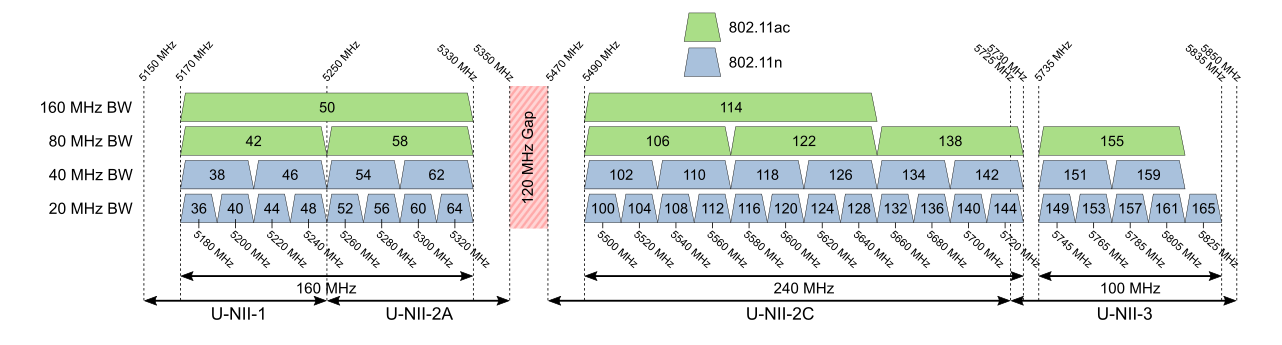 802.11ac
802.11n
5150 MHz
5170 MHz
5250 MHz
5330 MHz
5350 MHz
5470 MHz
5490 MHz
5725 MHz
5730 MHz
5735 MHz
5835 MHz
5850 MHz
160 MHz BW
50
114
80 MHz BW
42
58
106
122
138
155
40 MHz BW
38
46
54
62
102
110
118
126
134
142
151
159
20 MHz BW
36
40
44
48
52
56
60
64
100
104
108
112
116
120
124
128
132
136
140
144
149
153
157
161
165
120 MHz Gap
5180 MHz
5200 MHz
5220 MHz
5240 MHz
5260 MHz
5280 MHz
5300 MHz
5320 MHz
5500 MHz
5520 MHz
5540 MHz
5560 MHz
5580 MHz
5600 MHz
5620 MHz
5640 MHz
5660 MHz
5680 MHz
5700 MHz
5720 MHz
5745 MHz
5765 MHz
5785 MHz
5805 MHz
5825 MHz
160 MHz
240 MHz
100 MHz
U-NII-1
U-NII-2A
U-NII-2C
U-NII-3